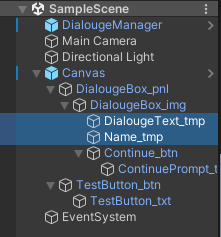 SampleScene
DialougeManager
Main Camera
Directional Light
Canvas
DialougeBox_pnl
DialougeBox_img
DialougeText_tmp
Name_tmp
Continue_btn
ContinuePrompt_t
TestButton_btn
TestButton_txt
EventSystem